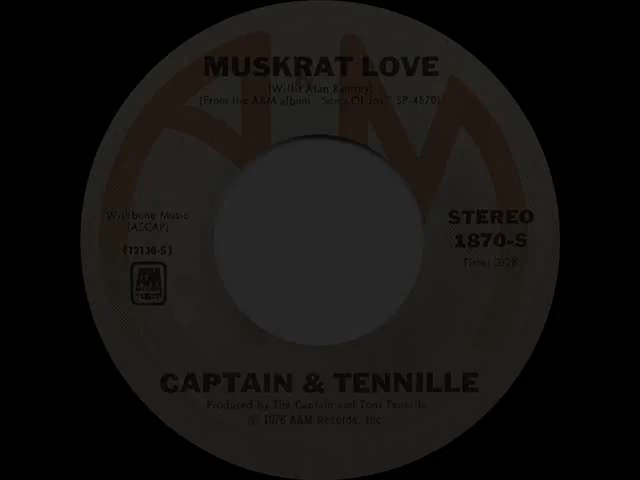 MUSKRAT LOVE
(Willis Alan Ramsey)
(From the A&M album "Song Of Joy" SP-4570)
Wishbone Music
(ASCAP)
(12136-S)
STEREO
1870-S
Time: 3:28
A&M
CAPTAIN & TENNILLE
Produced by The Captain and Toni Tennille
Ⓟ 1976 A&M Records, Inc.